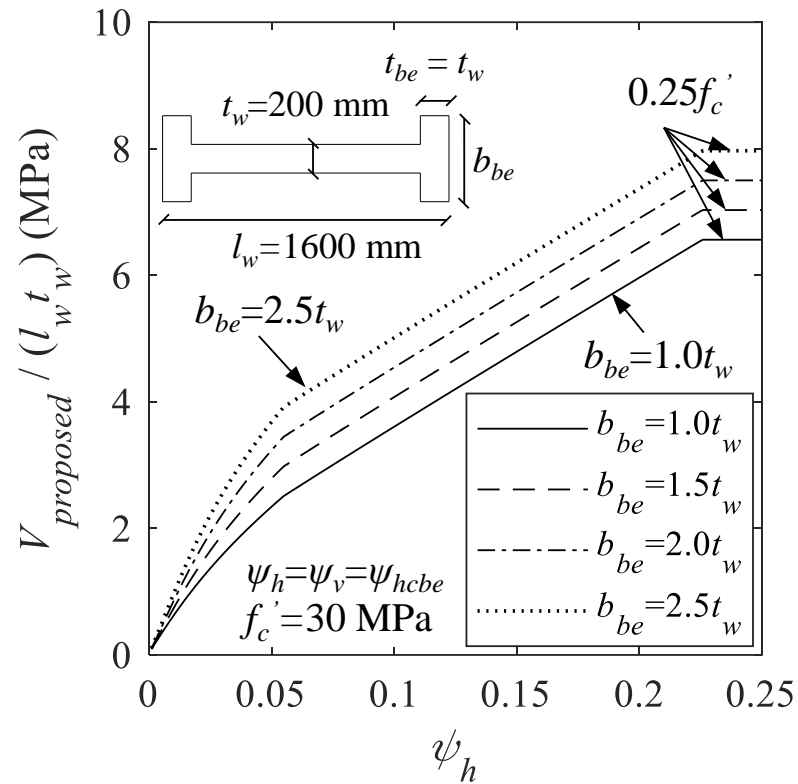 10
8
6
4
2
0
V_proposed / (l_w t_w) (MPa)
t_be = t_w
t_w=200 mm
b_be
l_w=1600 mm
0.25f_c'
b_be=2.5t_w
b_be=1.0t_w
b_be=1.0t_w
b_be=1.5t_w
b_be=2.0t_w
b_be=2.5t_w
ψ_h=ψ_v=ψ_hcbe
f_c'=30 MPa
0 0.05 0.1 0.15 0.2 0.25
ψ_h